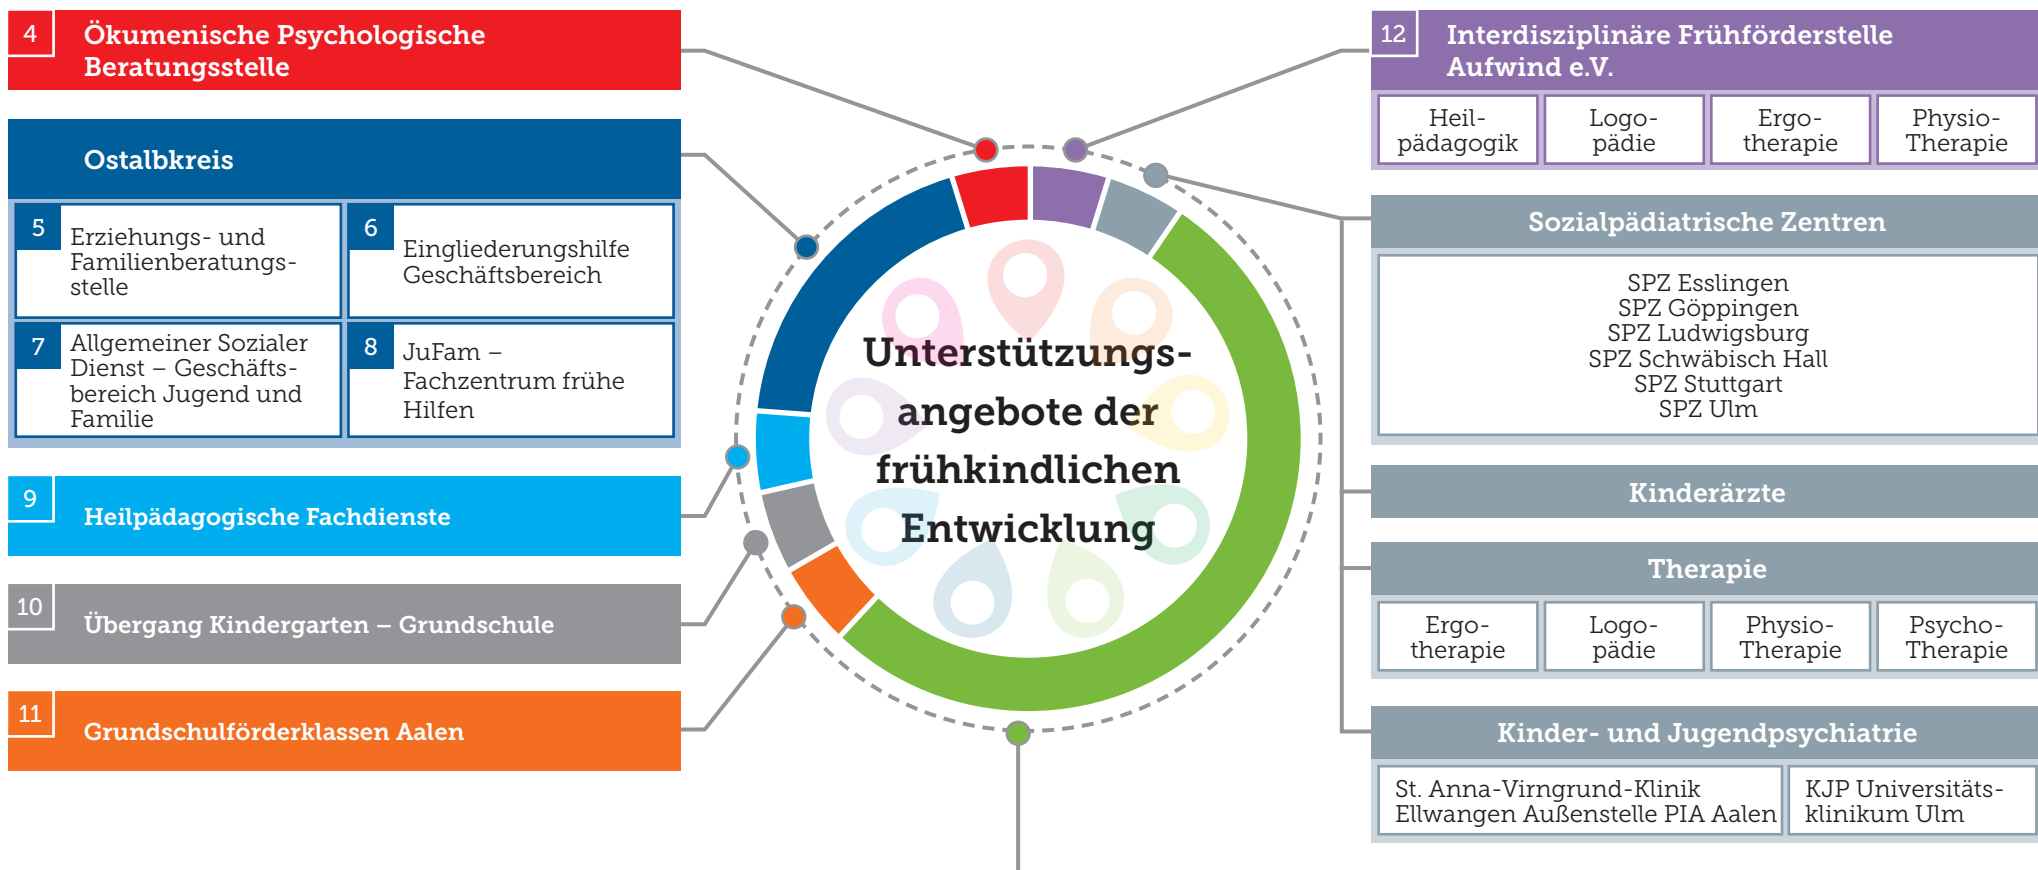 4
Ökumenische Psychologische
Beratungsstelle
Ostalbkreis
5
Erziehungs- und
Familienberatungs-
stelle
6
Eingliederungshilfe
Geschäftsbereich
7
Allgemeiner Sozialer
Dienst – Geschäfts-
bereich Jugend und
Familie
8
JuFam –
Fachzentrum frühe
Hilfen
9
Heilpädagogische Fachdienste
10
Übergang Kindergarten – Grundschule
11
Grundschulförderklassen Aalen
Unterstützungs-
angebote der
frühkindlichen
Entwicklung
12
Interdisziplinäre Frühförderstelle
Aufwind e.V.
Heil-
pädagogik
Logo-
pädie
Ergo-
therapie
Physio-
Therapie
Sozialpädiatrische Zentren
SPZ Esslingen
SPZ Göppingen
SPZ Ludwigsburg
SPZ Schwäbisch Hall
SPZ Stuttgart
SPZ Ulm
Kinderärzte
Therapie
Ergo-
therapie
Logo-
pädie
Physio-
Therapie
Psycho-
Therapie
Kinder- und Jugendpsychiatrie
St. Anna-Virngrund-Klinik
Ellwangen Außenstelle PIA Aalen
KJP Universitäts-
klinikum Ulm